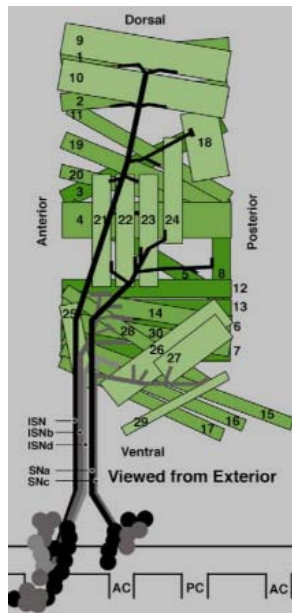 Dorsal
9
1
10
2
11
19
18
20
3
4
21
22
23
24
Anterior
Posterior
5
8
12
25
14
13
28
30
6
26
27
7
29
17
16
15
ISN
ISNb
ISNd
Ventral
SNa
SNc
Viewed from Exterior
AC
PC
AC